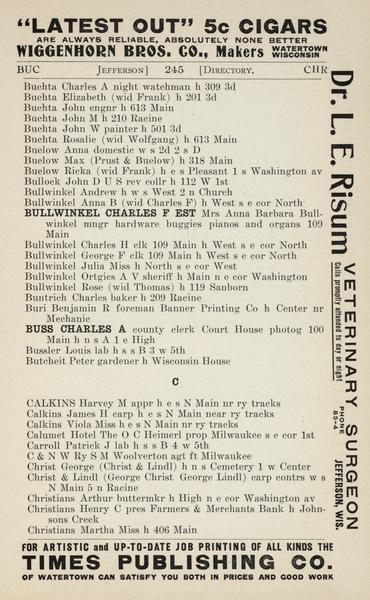 "LATEST OUT" 5c CIGARS
ARE ALWAYS RELIABLE, ABSOLUTELY NONE BETTER
WIGGENHORN BROS. CO., Makers WATERTOWN WISCONSIN
BUC JEFFERSON] 245 [DIRECTORY. CHR
Buchta Charles A night watchman h 309 3d
Buchta Elizabeth (wid Frank) h 201 3d
Buchta John engnr h 613 Main
Buchta John M h 210 Racine
Buchta John W painter h 501 3d
Buchta Rosalie (wid Wolfgang) h 613 Main
Buelow Anna domestic w s 2d 2 s D
Buelow Max (Prust & Buelow) h 318 Main
Buelow Ricka (wid Frank) h e s Pleasant 1 s Washington av
Bullock John D U S rev collr h 112 W 1st
Bullwinkel Andrew h w s West 2 n Church
Bullwinkel Anna B (wid Charles F) h West s e cor North
BULLWINKEL CHARLES F EST Mrs Anna Barbara Bull-
winkel mngr hardware buggies pianos and organs 109
Main
Bullwinkel Charles H clk 109 Main h West s e cor North
Bullwinkel George F clk 109 Main h West s e cor North
Bullwinkel Julia Miss h North s e cor West
Bullwinkel Ortgies A V sheriff h Main n e cor Washington
Bullwinkel Rose (wid Thomas) h 119 Sanborn
Buntrich Charles baker h 209 Racine
Buri Benjamin R foreman Banner Printing Co h Center nr
Mechanic
BUSS CHARLES A county clerk Court House photog 100
Main h n s A 1 e High
Bussler Louis lab h s s B 3 w 5th
Butcheit Peter gardener h Wisconsin House
C
CALKINS Harvey M appr h e s N Main nr ry tracks
Calkins James H carp h e s N Main near ry tracks
Calkins Viola Miss h e s N Main nr ry tracks
Calumet Hotel The O C Heimerl prop Milwaukee s e cor 1st
Carroll Patrick J lab h s s B 4 w 5th
C & N W Ry S M Woolverton agt ft Milwaukee
Christ George (Christ & Lindl) h n s Cemetery 1 w Center
Christ & Lindl (George Christ George Lindl) carp contrs w s
N Main 5 n Racine
Christians Arthur buttermkr h High n e cor Washington av
Christians Henry C pres Farmers & Merchants Bank h John-
sons Creek
Christians Martha Miss h 406 Main
Dr. L. E. Risum VETERINARY SURGEON
Calls promptly attended to day or night
PHONE 85-4
JEFFERSON, WIS.
FOR ARTISTIC and UP-TO-DATE JOB PRINTING OF ALL KINDS THE
TIMES PUBLISHING CO.
OF WATERTOWN CAN SATISFY YOU BOTH IN PRICES AND GOOD WORK